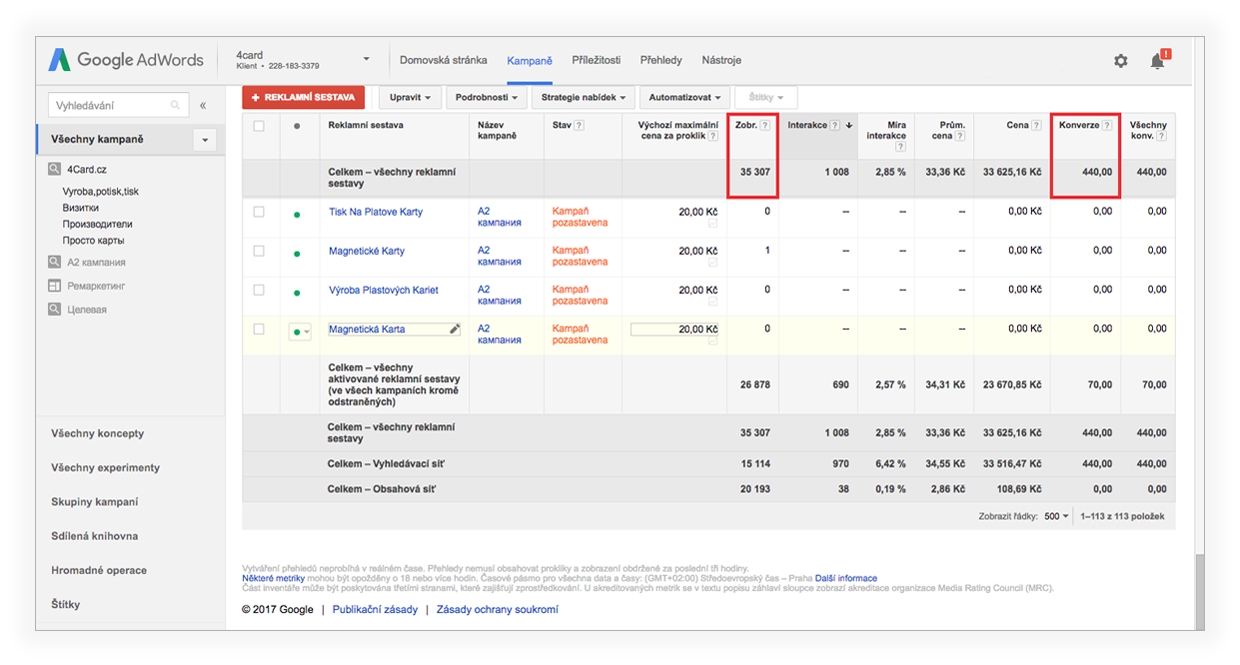 Google AdWords
4card
Klient • 228-183-3379
Domovská stránka Kampaně Příležitosti Přehledy Nástroje
!
Vyhledávání «
+ REKLAMNÍ SESTAVA Upravit Podrobnosti Strategie nabídek Automatizovat Štítky
Všechny kampaně
4Card.cz
Vyroba,potisk,tisk
Визитки
Производители
Просто карты
А2 кампания
Ремаркетинг
Целевая
Všechny koncepty
Všechny experimenty
Skupiny kampaní
Sdílená knihovna
Hromadné operace
Štítky
Reklamní sestava Název kampaně Stav ? Výchozí maximální cena za proklik ? Zobr. ? Interakce ? ↓ Míra interakce ? Prům. cena ? Cena ? Konverze ? Všechny konv. ?
Celkem – všechny reklamní sestavy 35 307 1 008 2,85 % 33,36 Kč 33 625,16 Kč 440,00 440,00
Tisk Na Platove Karty А2 кампания Kampaň pozastavena 20,00 Kč 0 -- -- -- 0,00 Kč 0,00 0,00
Magnetické Karty А2 кампания Kampaň pozastavena 20,00 Kč 1 -- -- -- 0,00 Kč 0,00 0,00
Výroba Plastových Kariet А2 кампания Kampaň pozastavena 20,00 Kč 0 -- -- -- 0,00 Kč 0,00 0,00
Magnetická Karta А2 кампания Kampaň pozastavena 20,00 Kč 0 -- -- -- 0,00 Kč 0,00 0,00
Celkem – všechny aktivované reklamní sestavy (ve všech kampaních kromě odstraněných) 26 878 690 2,57 % 34,31 Kč 23 670,85 Kč 70,00 70,00
Celkem – všechny reklamní sestavy 35 307 1 008 2,85 % 33,36 Kč 33 625,16 Kč 440,00 440,00
Celkem – Vyhledávací síť 15 114 970 6,42 % 34,55 Kč 33 516,47 Kč 440,00 440,00
Celkem – Obsahová síť 20 193 38 0,19 % 2,86 Kč 108,69 Kč 0,00 0,00
Zobrazit řádky: 500 1–113 z 113 položek
Vytváření přehledů neprobíhá v reálném čase. Přehledy nemusí obsahovat prokliky a zobrazení obdržené za poslední tři hodiny.
Některé metriky mohou být opožděny o 18 nebo více hodin. Časové pásmo pro všechna data a časy: (GMT+02:00) Středoevropský čas – Praha Další informace
Část inventáře může být poskytována třetími stranami, které zajišťují zprostředkování. U akreditovaných metrik se v textu popisu záhlaví sloupce zobrazí akreditace organizace Media Rating Council (MRC).
© 2017 Google | Publikační zásady | Zásady ochrany soukromí